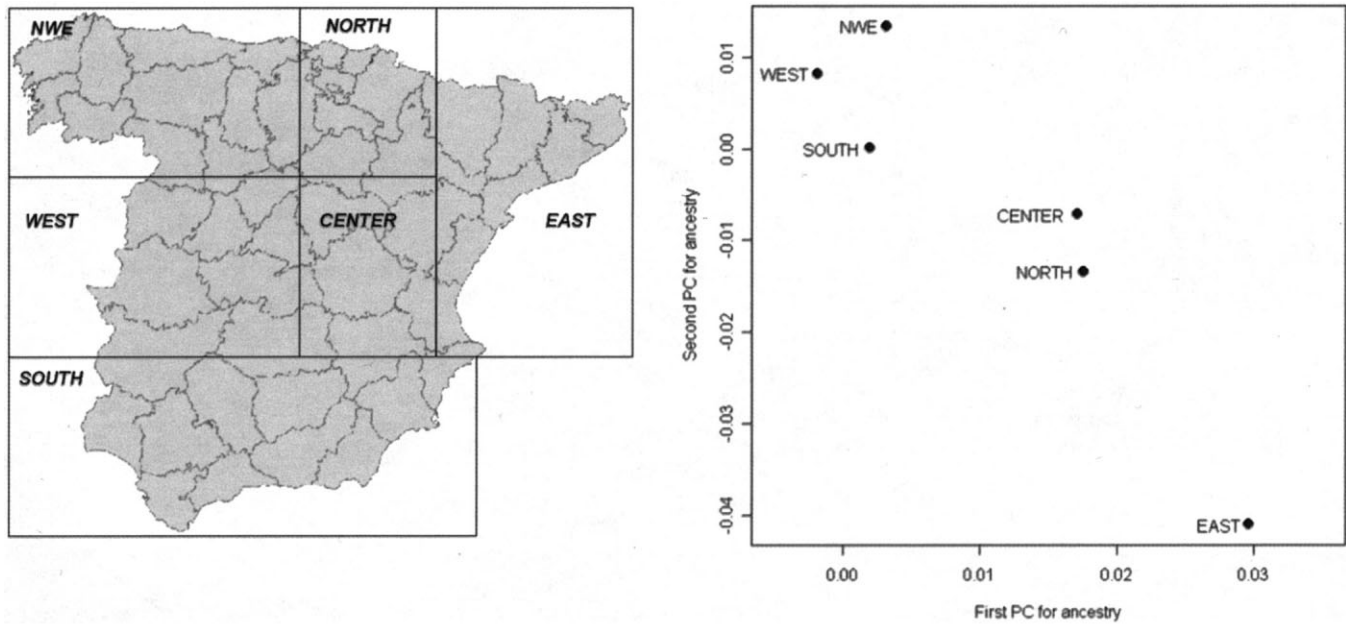 NWE
NORTH
WEST
CENTER
EAST
SOUTH
Second PC for ancestry
0.01
0.00
-0.01
-0.02
-0.03
-0.04
NWE
WEST
SOUTH
CENTER
NORTH
EAST
0.00 0.01 0.02 0.03
First PC for ancestry